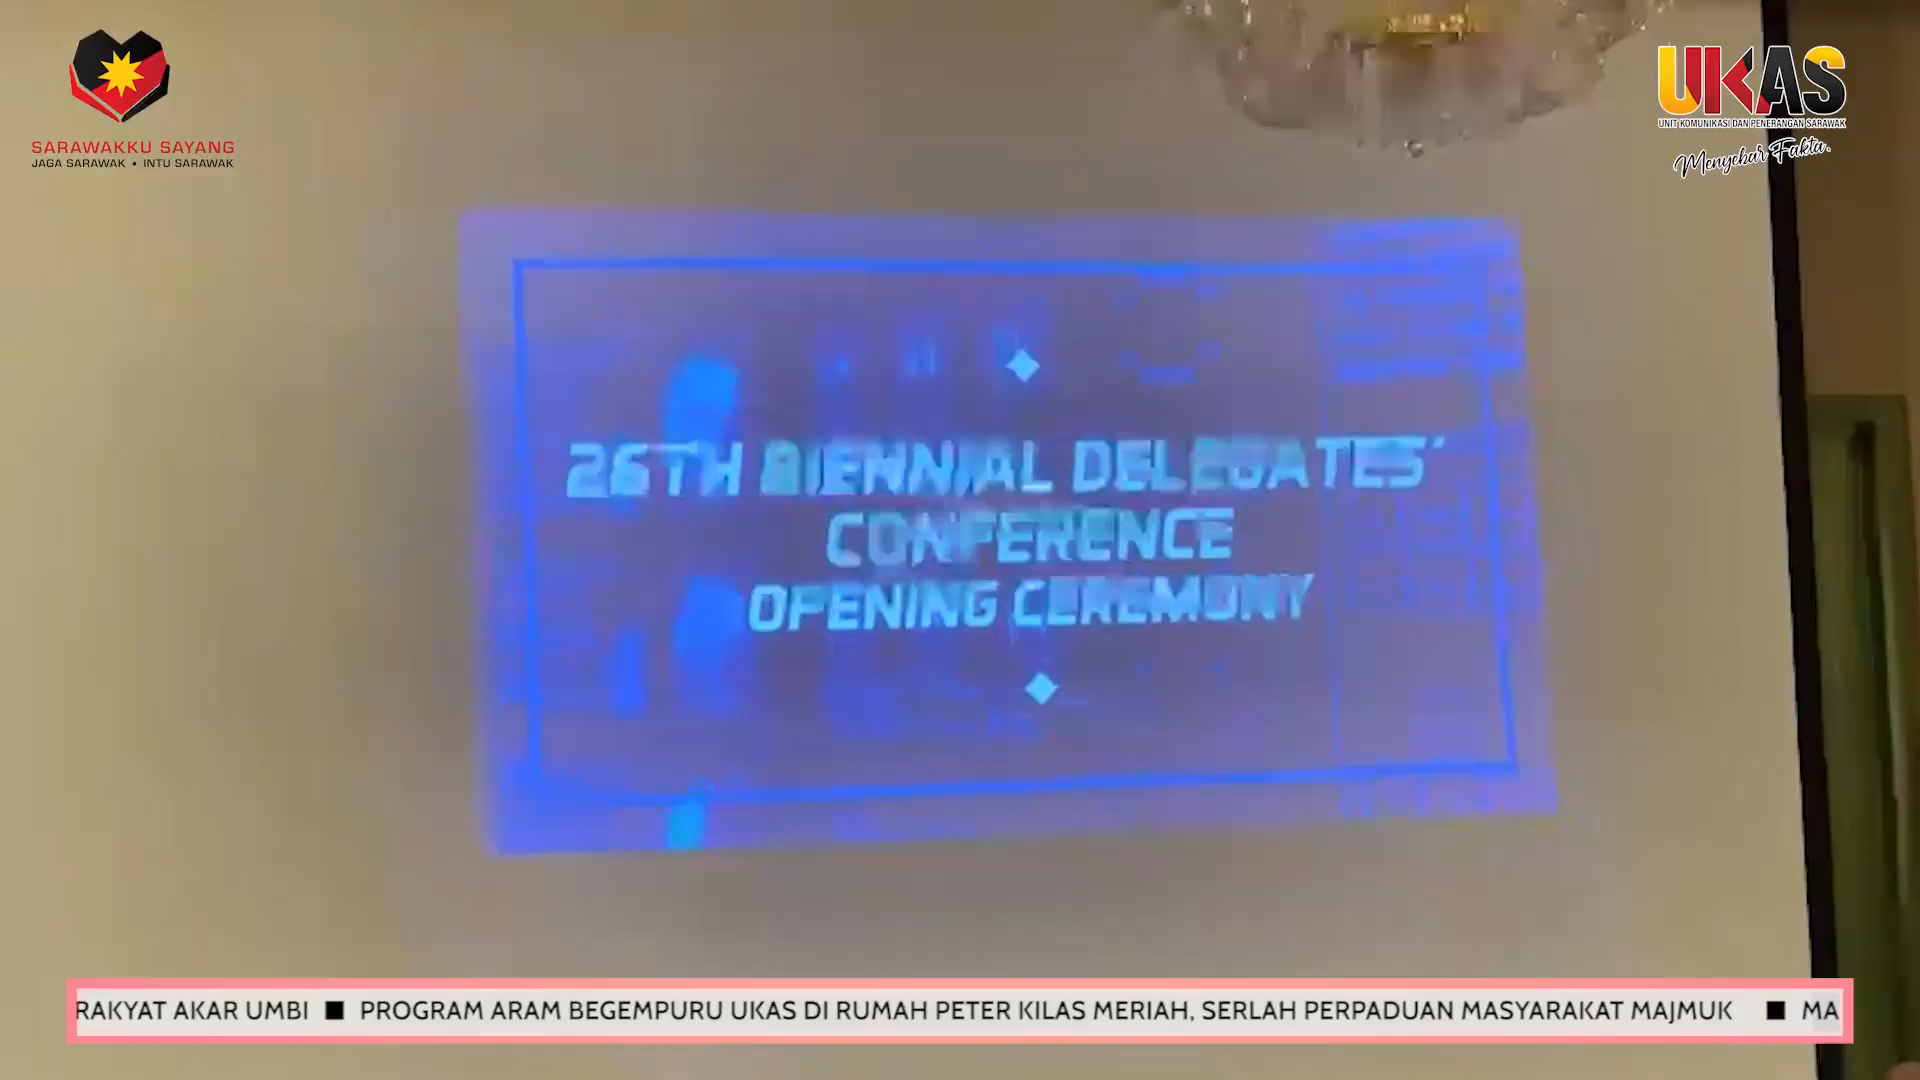 SARAWAKKU SAYANG
JAGA SARAWAK • INTU SARAWAK
UKAS
UNIT KOMUNIKASI DAN PENERANGAN SARAWAK
Menyebar Fakta.
26TH BIENNIAL DELEGATES'
CONFERENCE
OPENING CEREMONY
RAKYAT AKAR UMBI ■ PROGRAM ARAM BEGEMPURU UKAS DI RUMAH PETER KILAS MERIAH, SERLAH PERPADUAN MASYARAKAT MAJMUK ■ MA